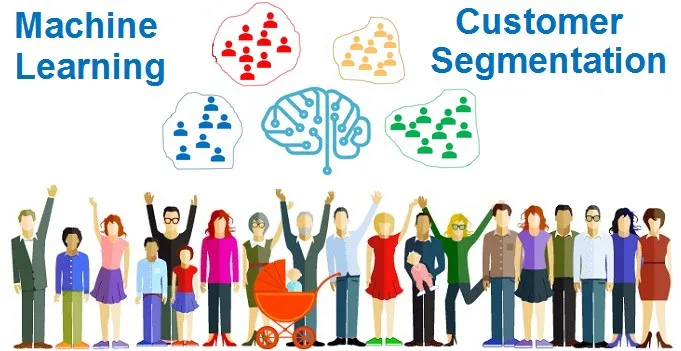 Machine
Learning
Customer
Segmentation